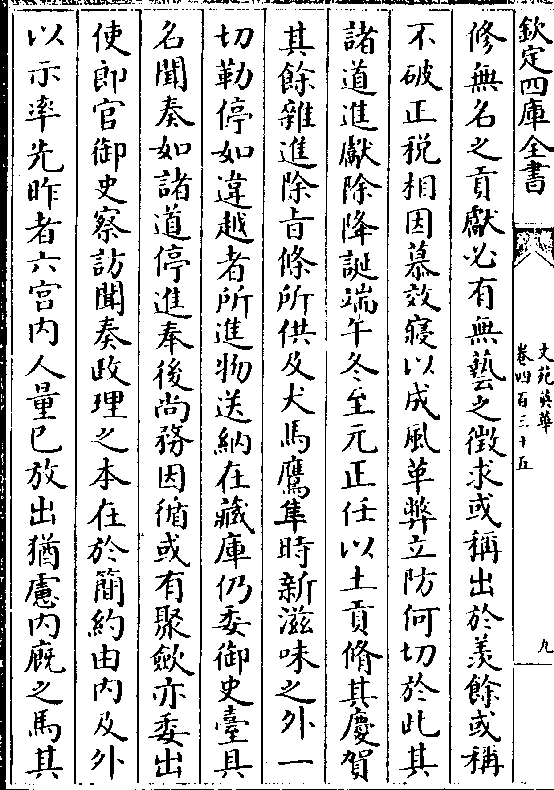 欽定四庫全書
文苑英華
卷四百三十五
九
修無名之貢獻必有無藝之徵求或稱出於羨餘或稱
不破正税相因慕效寖以成風革弊立防何切於此其
諸道進獻除降誕端午冬至元正任以土貢脩其慶賀
其餘雜進除旨條所供及犬馬鷹隼時新滋味之外一
切勒停如違越者所進物送納在藏庫仍委御史臺具
名聞奏如諸道停進奉後尚務因循或有聚斂亦委出
使郎官御史察訪聞奏政理之本在於簡約由内及外
以示率先昨者六宫内人量已放出猶慮内廐之馬其